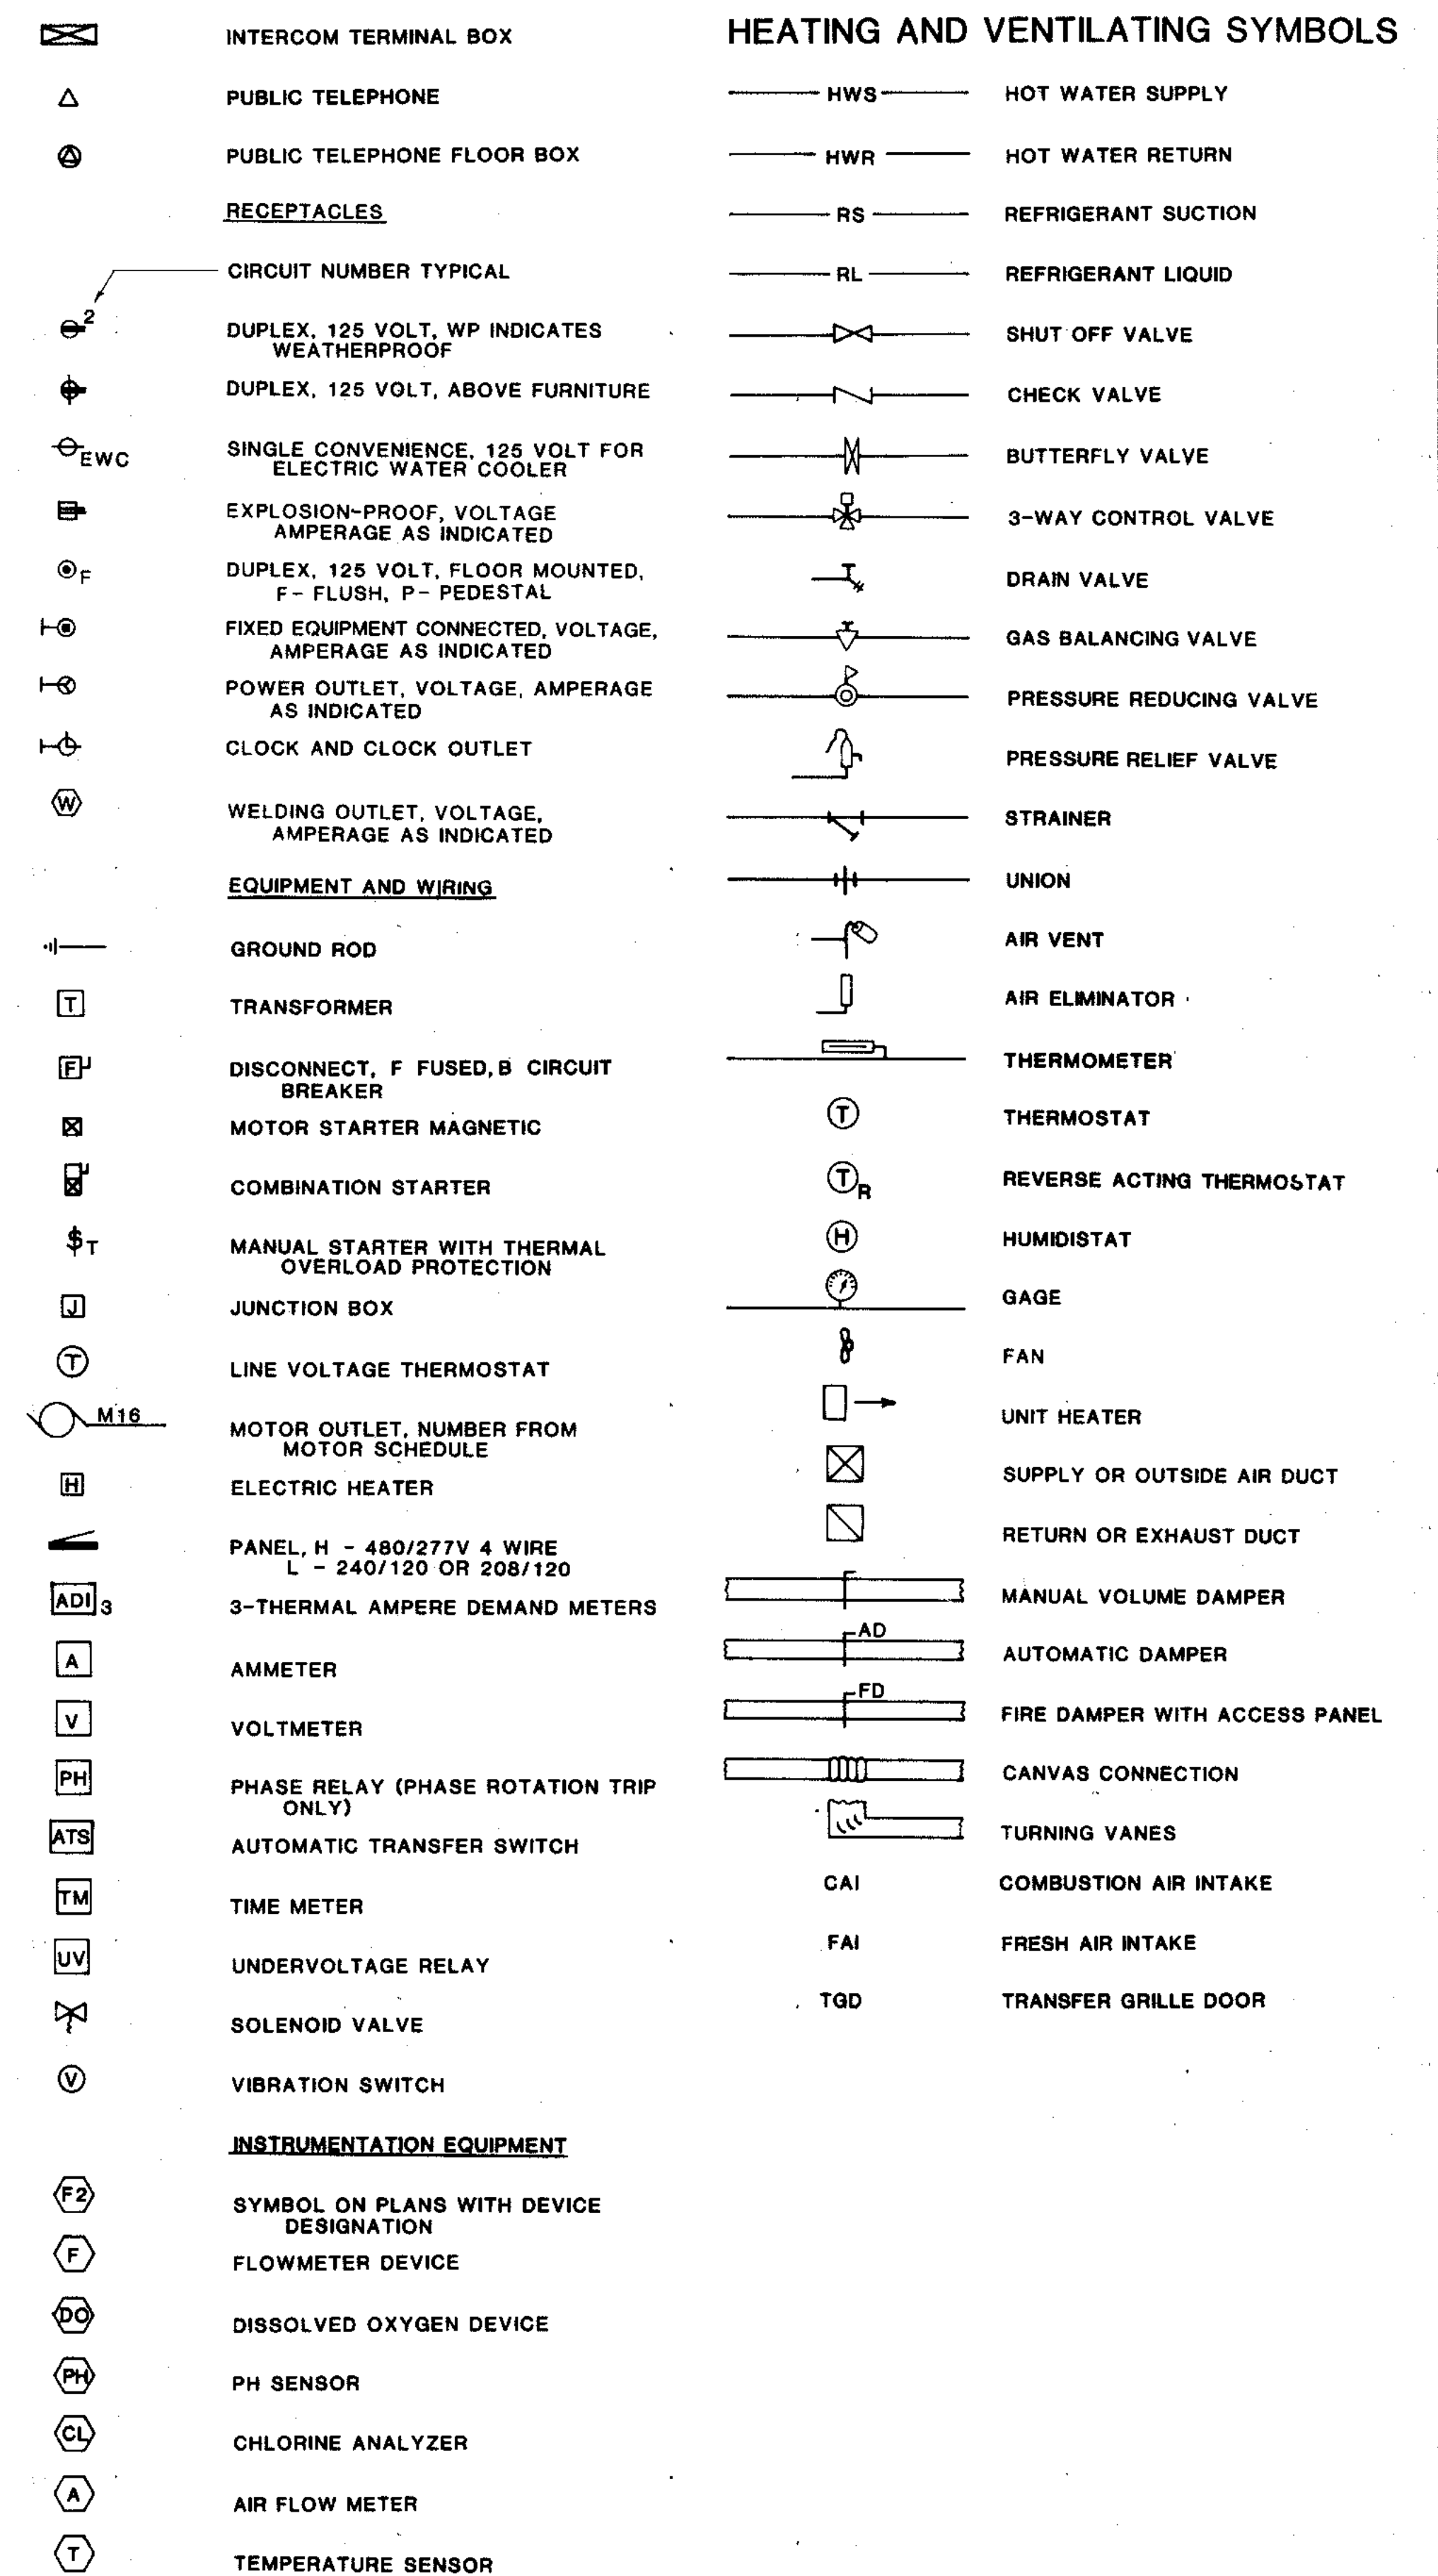 INTERCOM TERMINAL BOX
PUBLIC TELEPHONE
PUBLIC TELEPHONE FLOOR BOX
RECEPTACLES
CIRCUIT NUMBER TYPICAL
2
DUPLEX, 125 VOLT, WP INDICATES
WEATHERPROOF
DUPLEX, 125 VOLT, ABOVE FURNITURE
EWC
SINGLE CONVENIENCE, 125 VOLT FOR
ELECTRIC WATER COOLER
EXPLOSION-PROOF, VOLTAGE
AMPERAGE AS INDICATED
F
DUPLEX, 125 VOLT, FLOOR MOUNTED,
F- FLUSH, P- PEDESTAL
FIXED EQUIPMENT CONNECTED, VOLTAGE,
AMPERAGE AS INDICATED
POWER OUTLET, VOLTAGE, AMPERAGE
AS INDICATED
CLOCK AND CLOCK OUTLET
W
WELDING OUTLET, VOLTAGE,
AMPERAGE AS INDICATED
EQUIPMENT AND WIRING
GROUND ROD
T TRANSFORMER
F DISCONNECT, F FUSED, B CIRCUIT
BREAKER
MOTOR STARTER MAGNETIC
COMBINATION STARTER
$T MANUAL STARTER WITH THERMAL
OVERLOAD PROTECTION
J JUNCTION BOX
T LINE VOLTAGE THERMOSTAT
M16
MOTOR OUTLET, NUMBER FROM
MOTOR SCHEDULE
H ELECTRIC HEATER
PANEL, H - 480/277V 4 WIRE
L - 240/120 OR 208/120
ADI 3 3-THERMAL AMPERE DEMAND METERS
A AMMETER
V VOLTMETER
PH PHASE RELAY (PHASE ROTATION TRIP
ONLY)
ATS AUTOMATIC TRANSFER SWITCH
TM TIME METER
UV UNDERVOLTAGE RELAY
SOLENOID VALVE
V VIBRATION SWITCH
INSTRUMENTATION EQUIPMENT
F2 SYMBOL ON PLANS WITH DEVICE
DESIGNATION
F FLOWMETER DEVICE
DO DISSOLVED OXYGEN DEVICE
PH PH SENSOR
CL CHLORINE ANALYZER
A AIR FLOW METER
T TEMPERATURE SENSOR
HEATING AND VENTILATING SYMBOLS
HWS HOT WATER SUPPLY
HWR HOT WATER RETURN
RS REFRIGERANT SUCTION
RL REFRIGERANT LIQUID
SHUT OFF VALVE
CHECK VALVE
BUTTERFLY VALVE
3-WAY CONTROL VALVE
DRAIN VALVE
GAS BALANCING VALVE
PRESSURE REDUCING VALVE
PRESSURE RELIEF VALVE
STRAINER
UNION
AIR VENT
AIR ELIMINATOR
THERMOMETER
T THERMOSTAT
T R REVERSE ACTING THERMOSTAT
H HUMIDISTAT
GAGE
FAN
UNIT HEATER
SUPPLY OR OUTSIDE AIR DUCT
RETURN OR EXHAUST DUCT
MANUAL VOLUME DAMPER
AD AUTOMATIC DAMPER
FD FIRE DAMPER WITH ACCESS PANEL
CANVAS CONNECTION
TURNING VANES
CAI COMBUSTION AIR INTAKE
FAI FRESH AIR INTAKE
TGD TRANSFER GRILLE DOOR